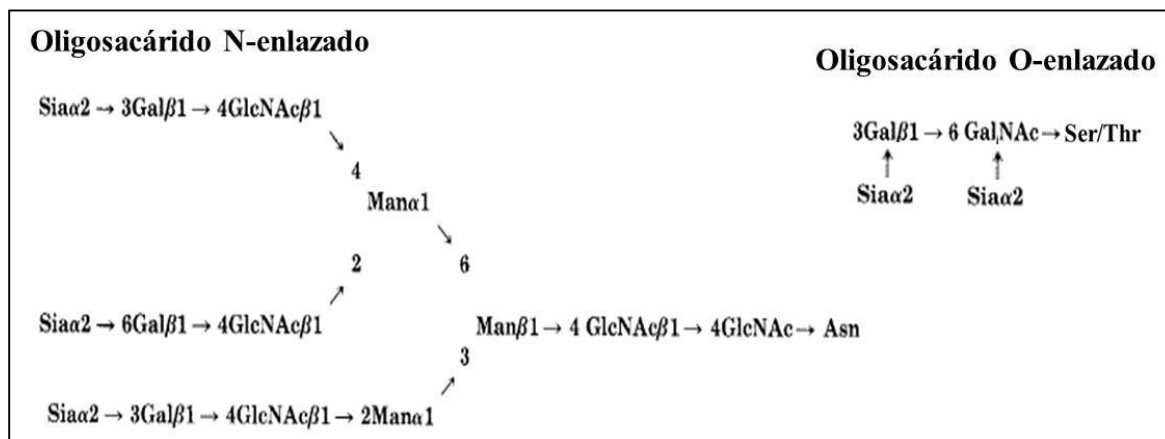 Oligosacárido N-enlazado
Oligosacárido O-enlazado
Siaα2 → 3Galβ1 → 4GlcNAcβ1
4
Manα1
2
6
Siaα2 → 6Galβ1 → 4GlcNAcβ1
Manβ1 → 4 GlcNAcβ1 → 4GlcNAc → Asn
3
Siaα2 → 3Galβ1 → 4GlcNAcβ1 → 2Manα1
3Galβ1 → 6 GalNAc → Ser/Thr
Siaα2 Siaα2